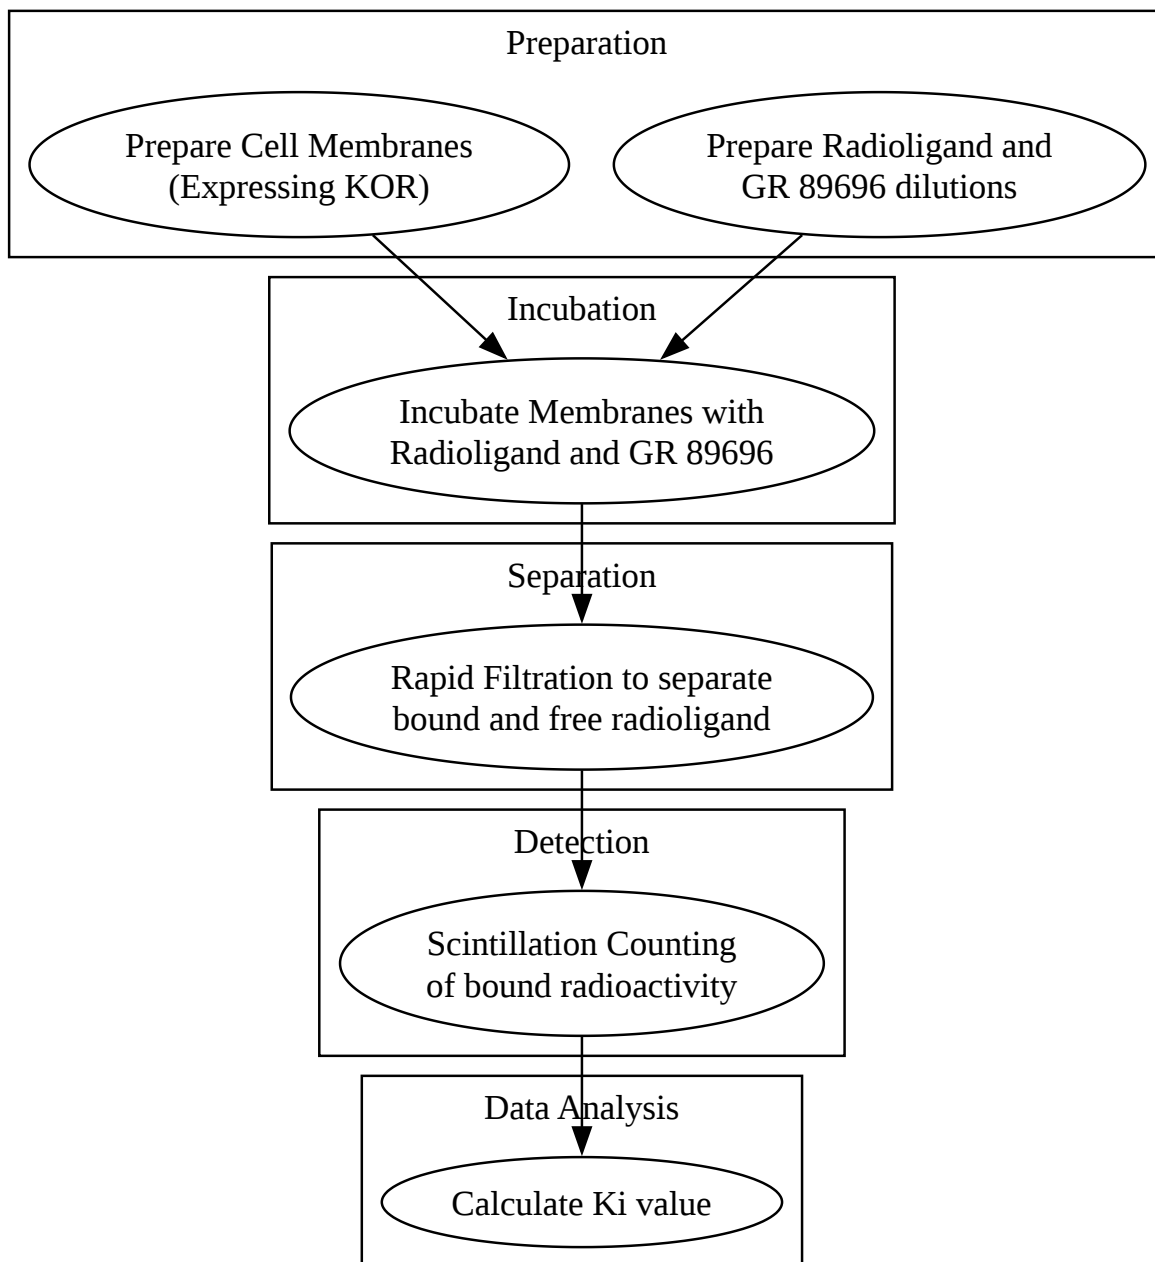 Preparation
Prepare Cell Membranes
(Expressing KOR)
Prepare Radioligand and
GR 89696 dilutions
Incubation
Incubate Membranes with
Radioligand and GR 89696
Separation
Rapid Filtration to separate
bound and free radioligand
Detection
Scintillation Counting
of bound radioactivity
Data Analysis
Calculate Ki value